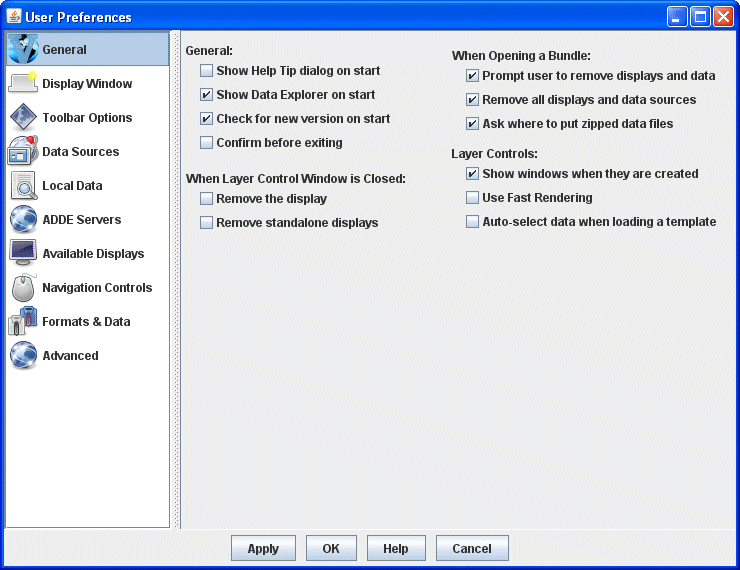 User Preferences
General
Display Window
Toolbar Options
Data Sources
Local Data
ADDE Servers
Available Displays
Navigation Controls
Formats & Data
Advanced
General:
Show Help Tip dialog on start
Show Data Explorer on start
Check for new version on start
Confirm before exiting
When Layer Control Window is Closed:
Remove the display
Remove standalone displays
When Opening a Bundle:
Prompt user to remove displays and data
Remove all displays and data sources
Ask where to put zipped data files
Layer Controls:
Show windows when they are created
Use Fast Rendering
Auto-select data when loading a template
Apply
OK
Help
Cancel